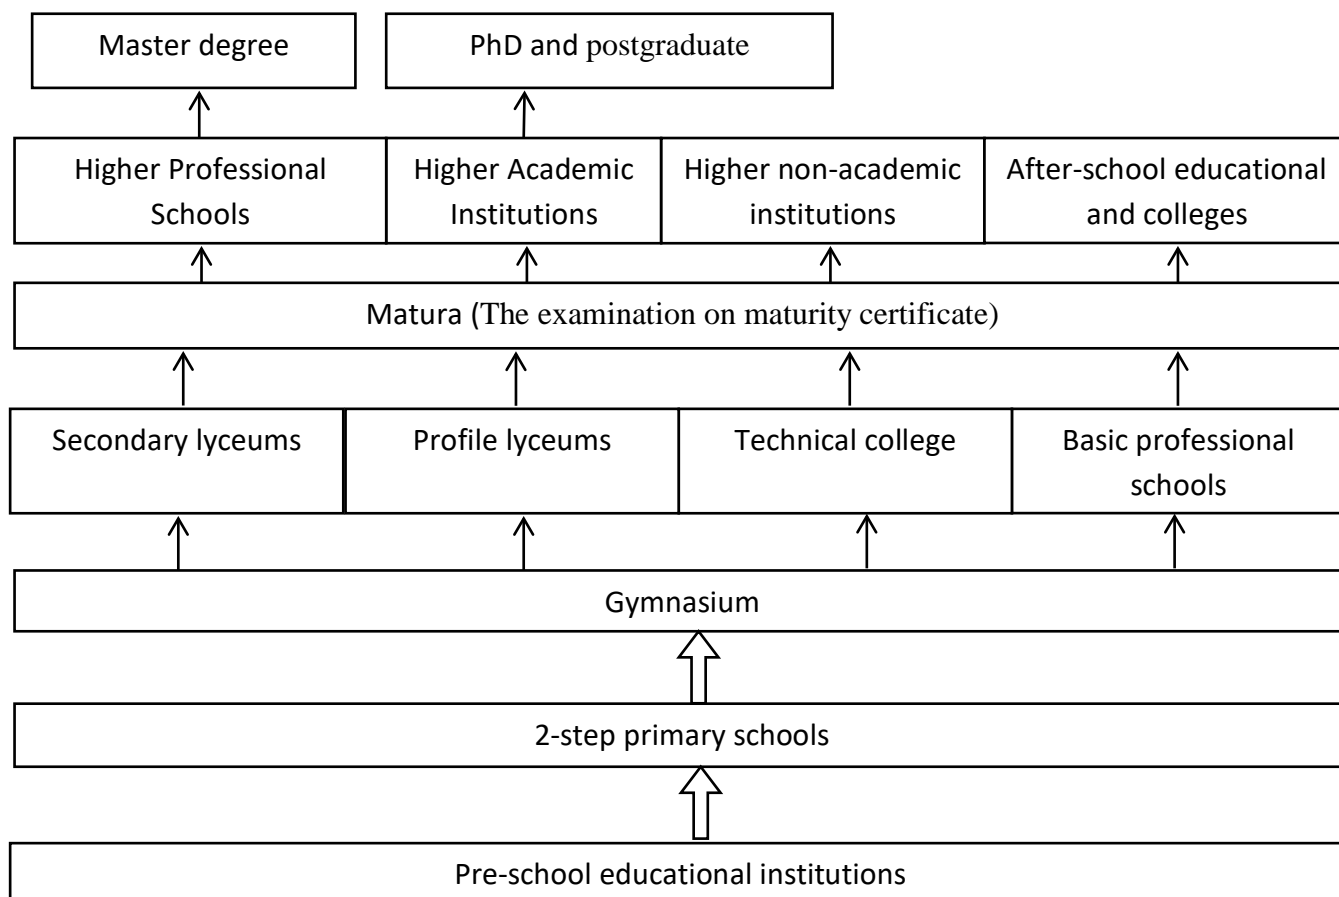 Master degree
PhD and postgraduate
Higher Professional
Schools
Higher Academic
Institutions
Higher non-academic
institutions
After-school educational
and colleges
Matura (The examination on maturity certificate)
Secondary lyceums
Profile lyceums
Technical college
Basic professional
schools
Gymnasium
2-step primary schools
Pre-school educational institutions